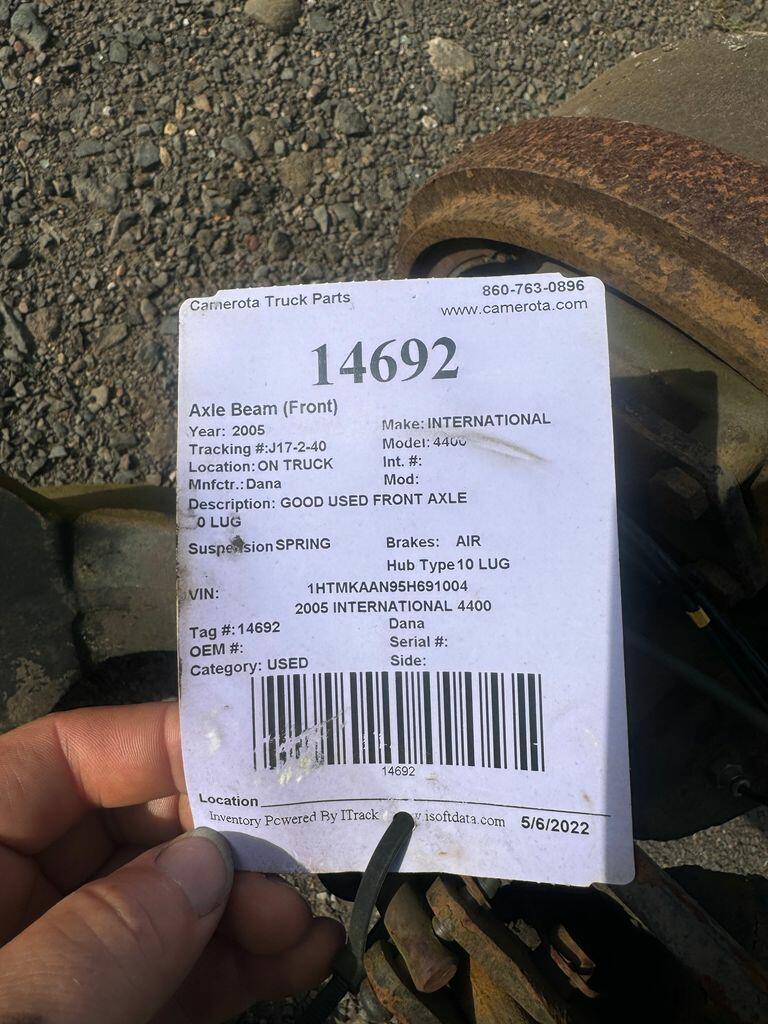 Camerota Truck Parts 860-763-0896
www.camerota.com
14692
Axle Beam (Front)
Year: 2005 Make: INTERNATIONAL
Tracking #:J17-2-40 Model: 4400
Location: ON TRUCK Int. #:
Mnfctr.: Dana Mod:
Description: GOOD USED FRONT AXLE
0 LUG
Suspension SPRING Brakes: AIR
Hub Type 10 LUG
VIN: 1HTMKAAN95H691004
2005 INTERNATIONAL 4400
Tag #: 14692 Dana
OEM #: Serial #:
Category: USED Side:
14692
Location
Inventory Powered By ITrack isoftdata.com 5/6/2022